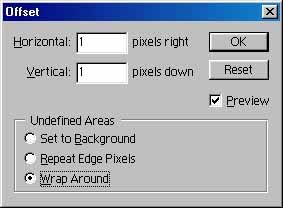 Offset
Horizontal: 1 pixels right OK
Vertical: 1 pixels down Reset
Preview
Undefined Areas
Set to Background
Repeat Edge Pixels
Wrap Around